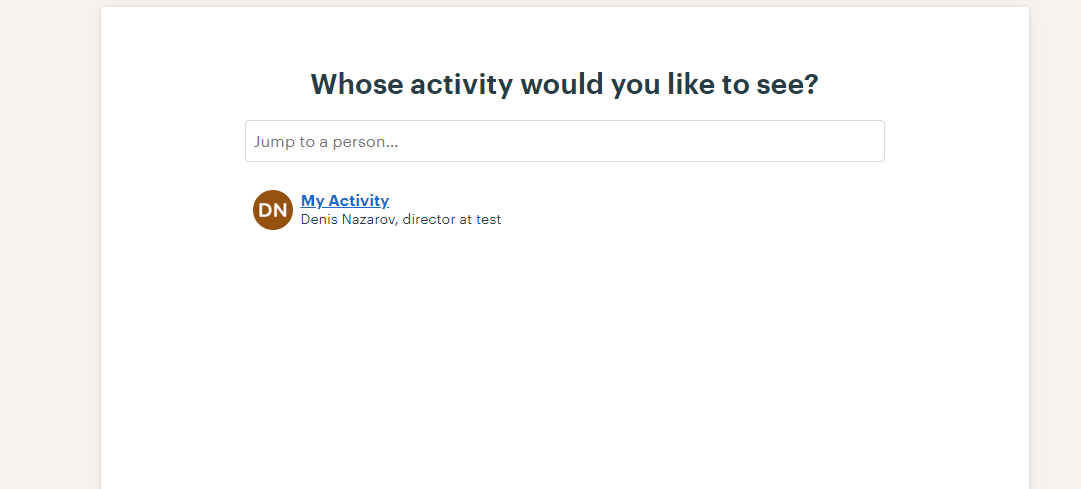 Whose activity would you like to see?
Jump to a person...
DN
My Activity
Denis Nazarov, director at test